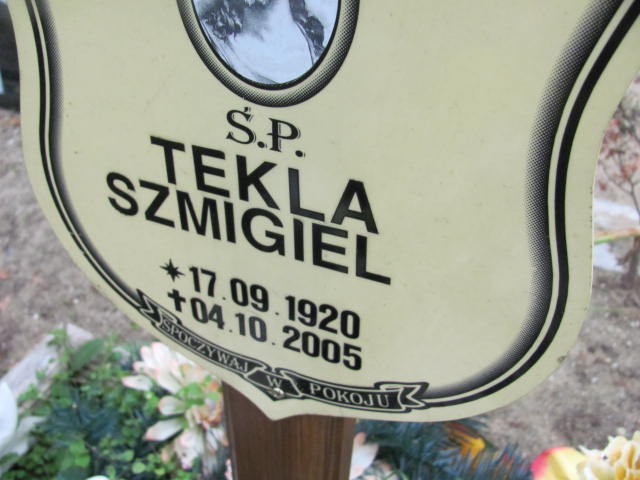 Ś.P.
TEKLA
SZMIGIEL
✶ 17.09.1920
✝ 04.10.2005
SPOCZYWAJ W POKOJU